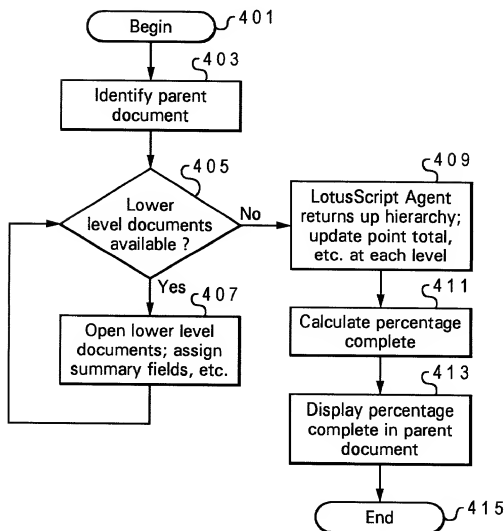 Begin
401
403
Identify parent
document
405
Lower
level documents
available ?
No
Yes
407
Open lower level
documents; assign
summary fields, etc.
409
LotusScript Agent
returns up hierarchy;
update point total,
etc. at each level
411
Calculate percentage
complete
413
Display percentage
complete in parent
document
End
415